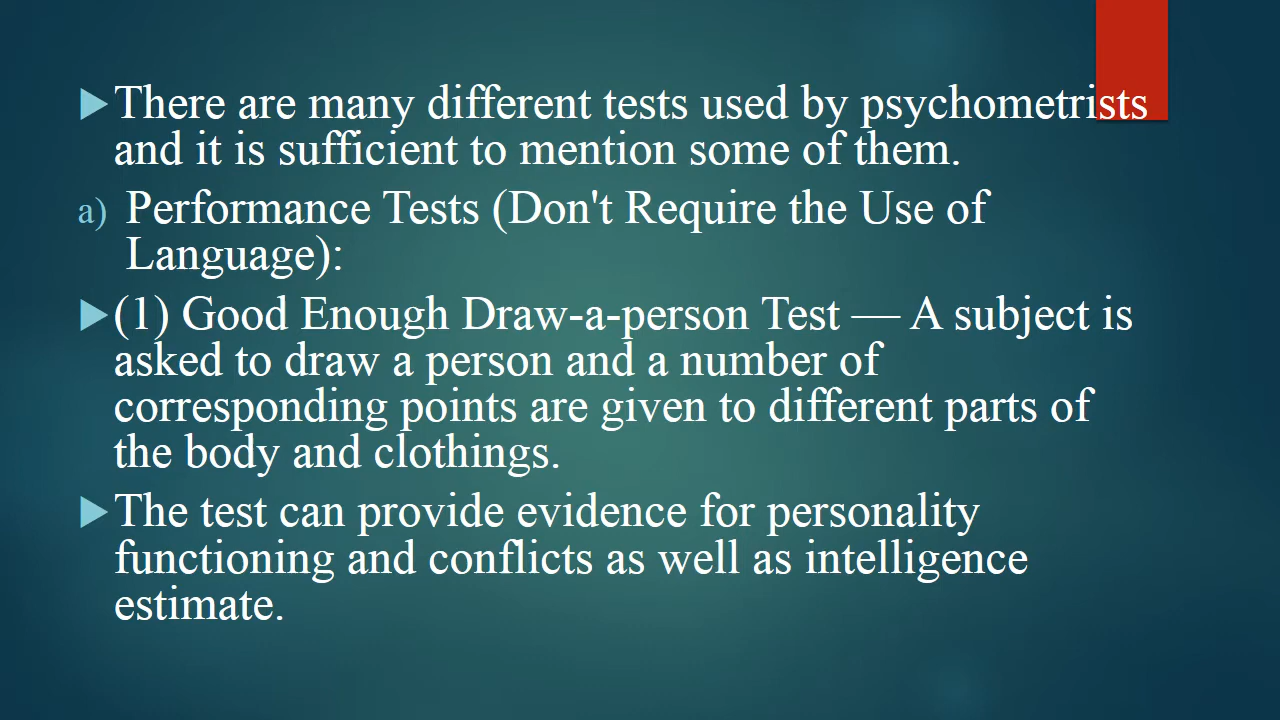 There are many different tests used by psychometrists
and it is sufficient to mention some of them.
a) Performance Tests (Don't Require the Use of
Language):
(1) Good Enough Draw-a-person Test — A subject is
asked to draw a person and a number of
corresponding points are given to different parts of
the body and clothings.
The test can provide evidence for personality
functioning and conflicts as well as intelligence
estimate.